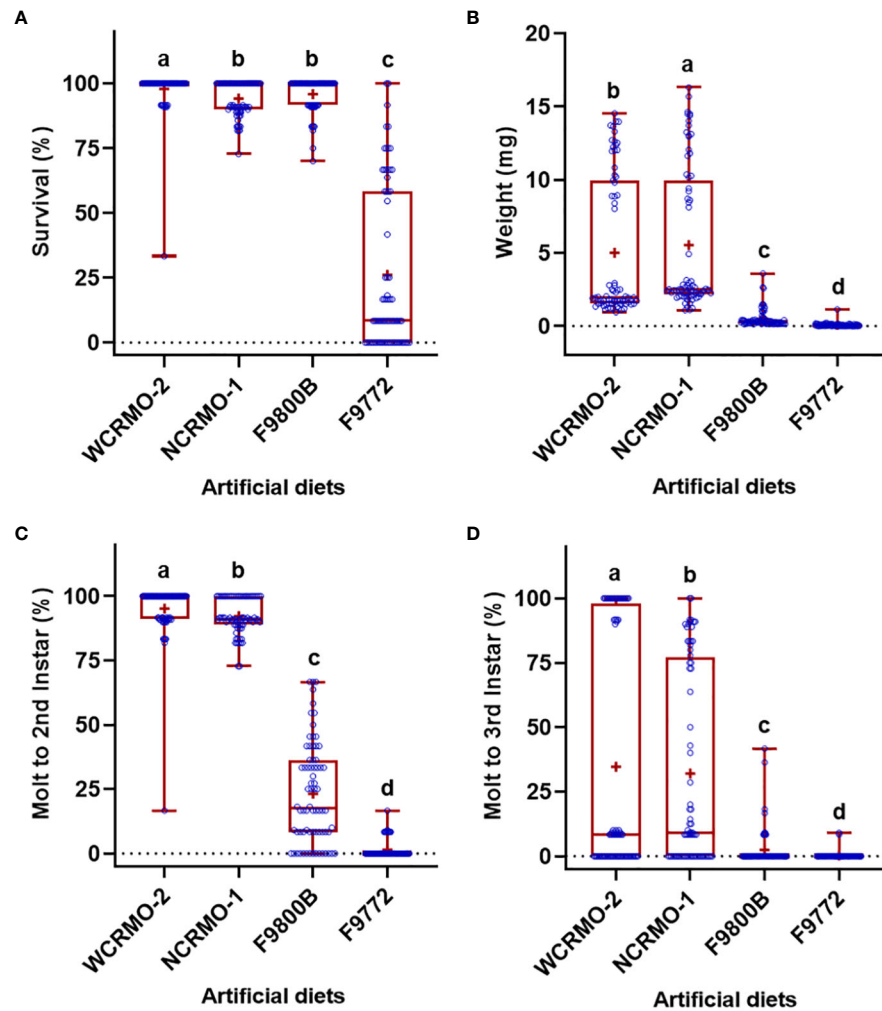 A
Survival (%)
100
75
50
25
0
a
b
b
c
WCRMO-2
NCRMO-1
F9800B
F9772
Artificial diets
B
Weight (mg)
20
15
10
5
0
b
a
c
d
WCRMO-2
NCRMO-1
F9800B
F9772
Artificial diets
C
Molt to 2nd Instar (%)
100
75
50
25
0
a
b
c
d
WCRMO-2
NCRMO-1
F9800B
F9772
Artificial diets
D
Molt to 3rd Instar (%)
100
75
50
25
0
a
b
c
d
WCRMO-2
NCRMO-1
F9800B
F9772
Artificial diets